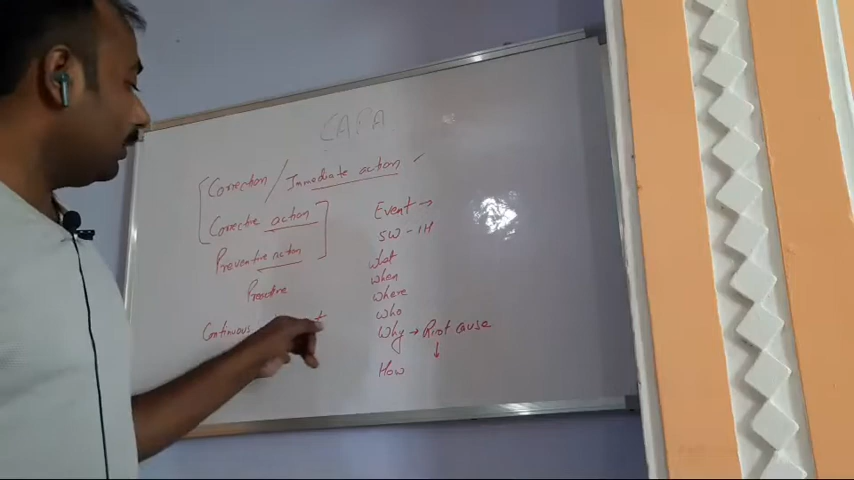 CAPA
Correction / Immediate action ✓
Corrective action
Preventive action
Proactive
Continuous
Event →
5W-1H
what
when
where
who
Why → Root cause
↓
How